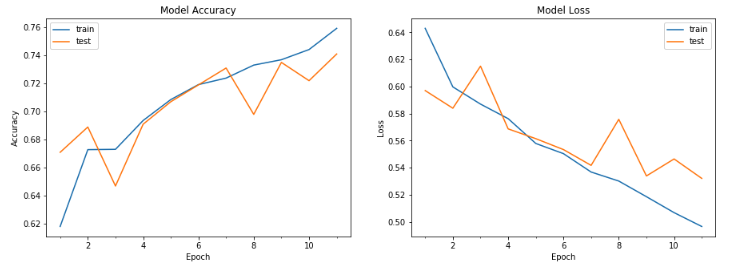 Model Accuracy
train
test
0.76
0.74
0.72
0.70
0.68
0.66
0.64
0.62
Accuracy
2 4 6 8 10
Epoch
Model Loss
train
test
0.64
0.62
0.60
0.58
0.56
0.54
0.52
0.50
Loss
2 4 6 8 10
Epoch